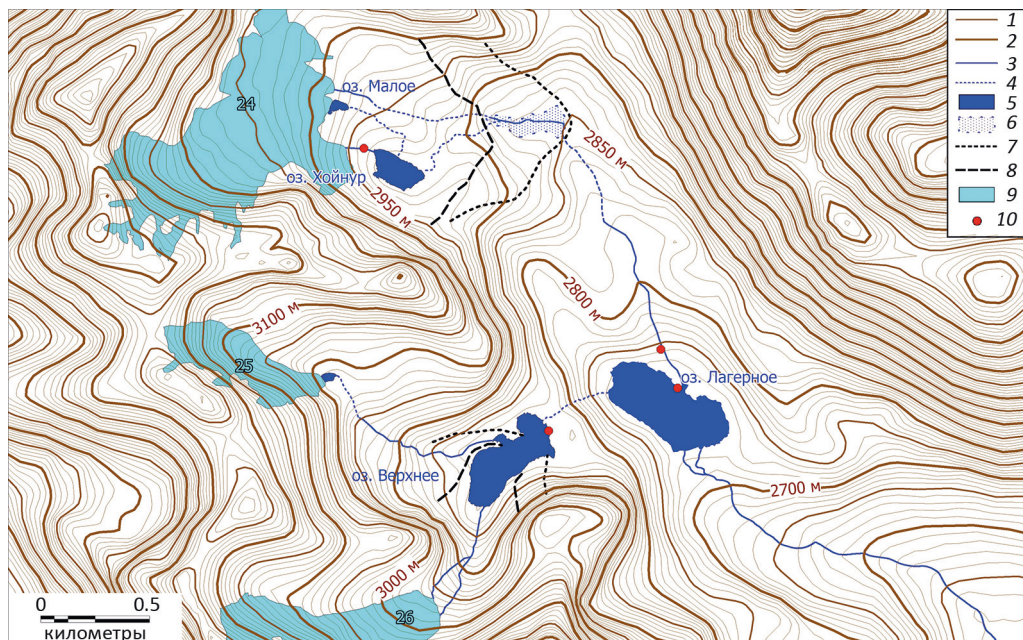 1
2
3
4
5
6
7
8
9
10
оз. Малое
24
оз. Хойнур
2950 м
2850 м
2800 м
3100 м
25
оз. Лагерное
оз. Верхнее
2700 м
3000 м
26
0 0.5
километры